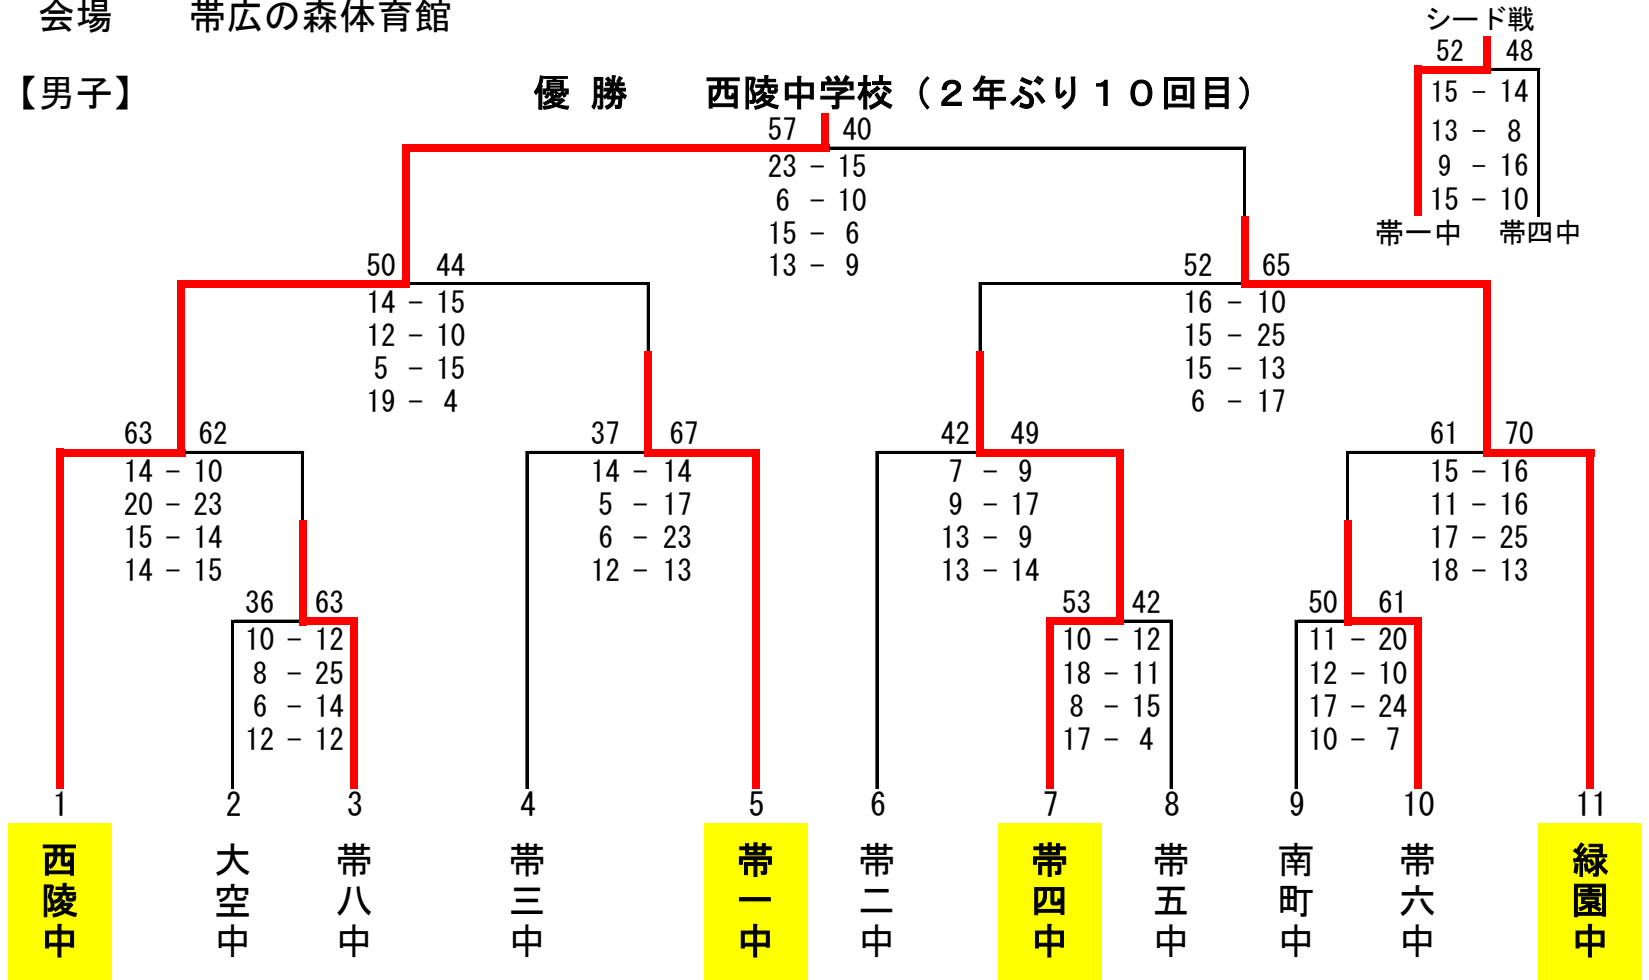 会場 帯広の森体育館
シード戦
52 48
【男子】 優 勝 西陵中学校（２年ぶり１０回目）
15 - 14
13 - 8
9 - 16
15 - 10
帯一中 帯四中
57 40
23 - 15
6 - 10
15 - 6
13 - 9
50 44
14 - 15
12 - 10
5 - 15
19 - 4
52 65
16 - 10
15 - 25
15 - 13
6 - 17
63 62
14 - 10
20 - 23
15 - 14
14 - 15
37 67
14 - 14
5 - 17
6 - 23
12 - 13
42 49
7 - 9
9 - 17
13 - 9
13 - 14
61 70
15 - 16
11 - 16
17 - 25
18 - 13
36 63
10 - 12
8 - 25
6 - 14
12 - 12
53 42
10 - 12
18 - 11
8 - 15
17 - 4
50 61
11 - 20
12 - 10
17 - 24
10 - 7
1 2 3 4 5 6 7 8 9 10 11
西陵中
大空中
帯八中
帯三中
帯一中
帯二中
帯四中
帯五中
南町中
帯六中
緑園中